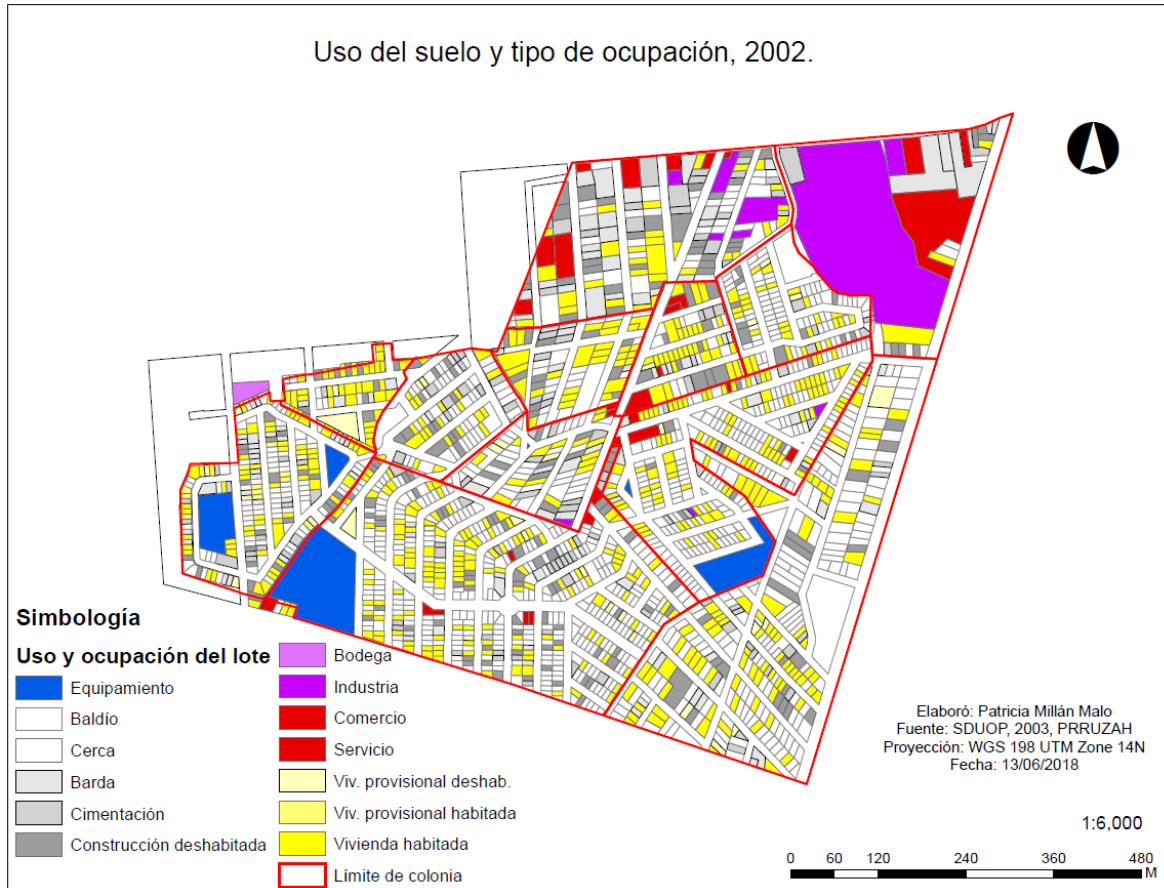 Uso del suelo y tipo de ocupación, 2002.
Simbología
Uso y ocupación del lote
Equipamiento
Baldío
Cerca
Barda
Cimentación
Construcción deshabitada
Bodega
Industria
Comercio
Servicio
Viv. provisional deshab.
Viv. provisional habitada
Vivienda habitada
Límite de colonia
Elaboró: Patricia Millán Malo
Fuente: SDUOP, 2003, PRRUZAH
Proyección: WGS 198 UTM Zone 14N
Fecha: 13/06/2018
1:6,000
0 60 120 240 360 480
M